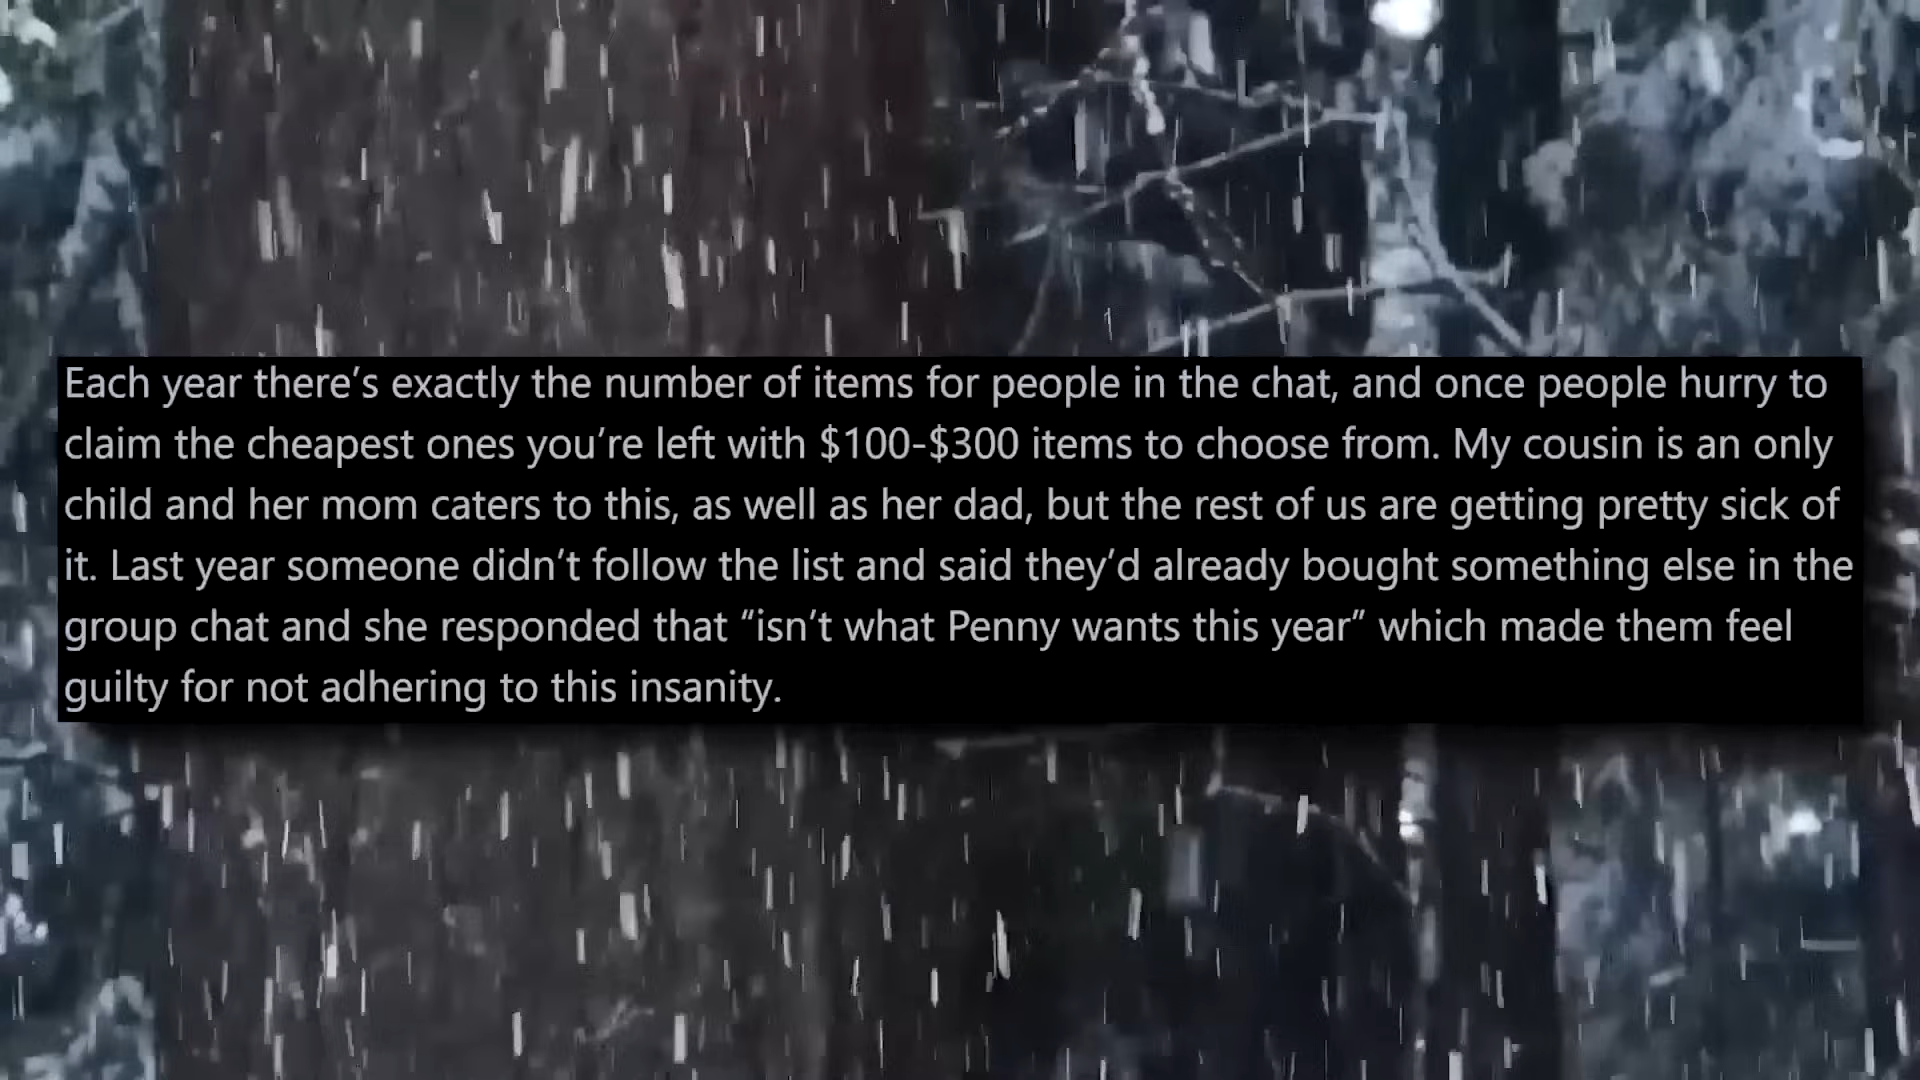 Each year there’s exactly the number of items for people in the chat, and once people hurry to
claim the cheapest ones you’re left with $100-$300 items to choose from. My cousin is an only
child and her mom caters to this, as well as her dad, but the rest of us are getting pretty sick of
it. Last year someone didn’t follow the list and said they’d already bought something else in the
group chat and she responded that “isn’t what Penny wants this year” which made them feel
guilty for not adhering to this insanity.